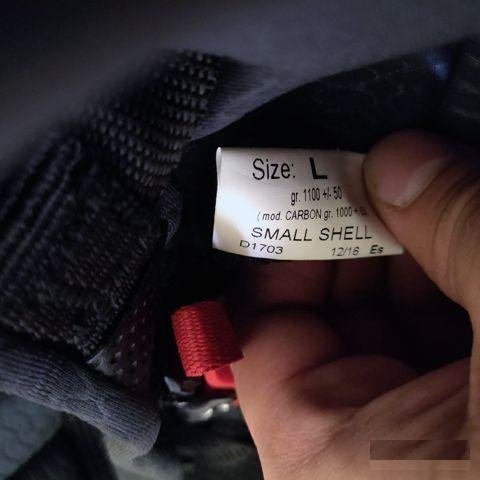 Size: L
gr. 1100 +/- 50
( mod. CARBON gr. 1000 +
SMALL SHELL
D1703 12/16 Es